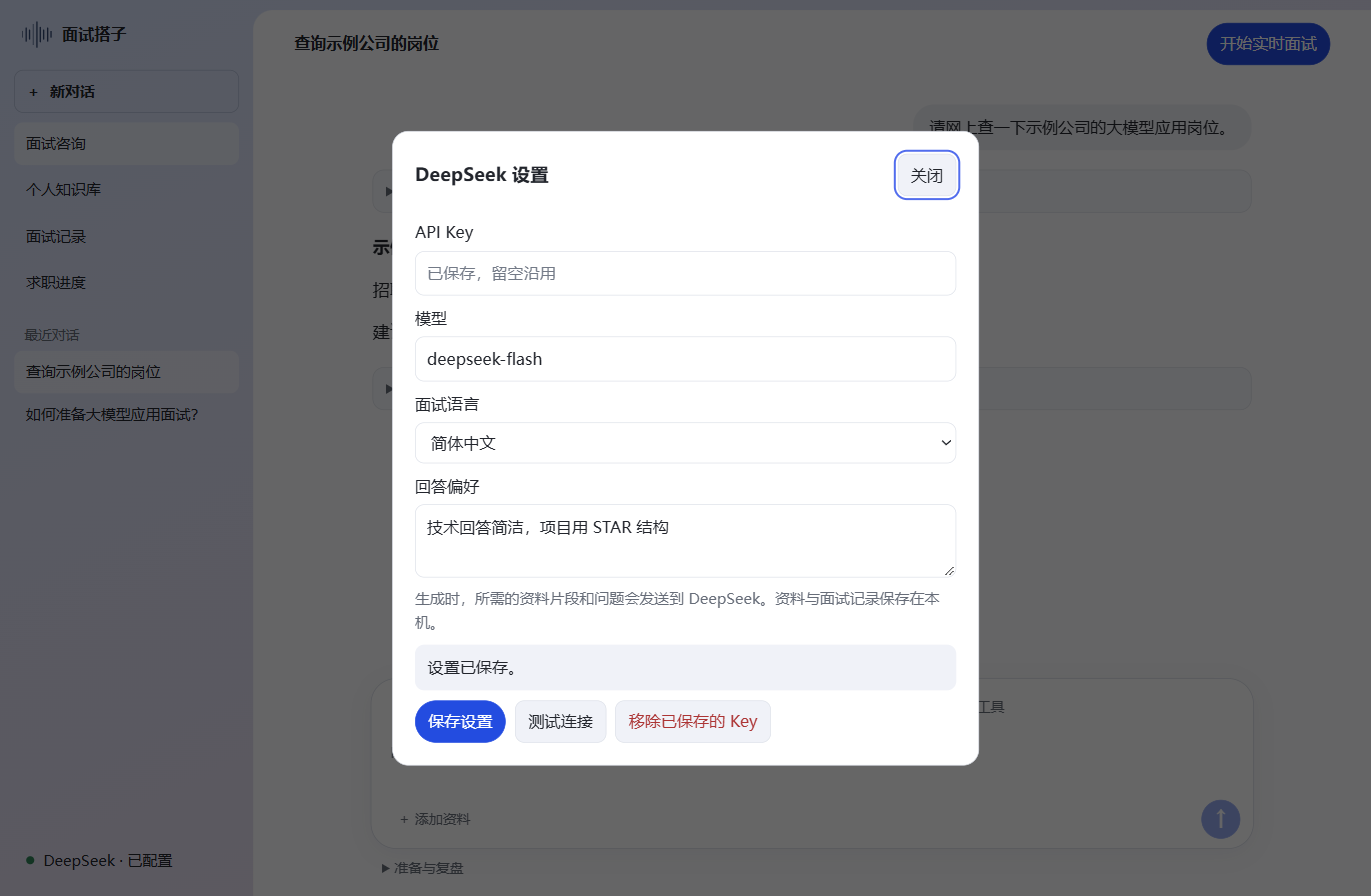 面试搭子
+ 新对话
面试咨询
个人知识库
面试记录
求职进度
最近对话
查询示例公司的岗位
如何准备大模型应用面试?
DeepSeek · 已配置
查询示例公司的岗位
开始实时面试
请网上查一下示例公司的大模型应用岗位。
DeepSeek 设置
关闭
API Key
已保存，留空沿用
模型
deepseek-flash
面试语言
简体中文
回答偏好
技术回答简洁，项目用 STAR 结构
生成时，所需的资料片段和问题会发送到 DeepSeek。资料与面试记录保存在本
机。
设置已保存。
保存设置
测试连接
移除已保存的 Key
工具
+ 添加资料
准备与复盘